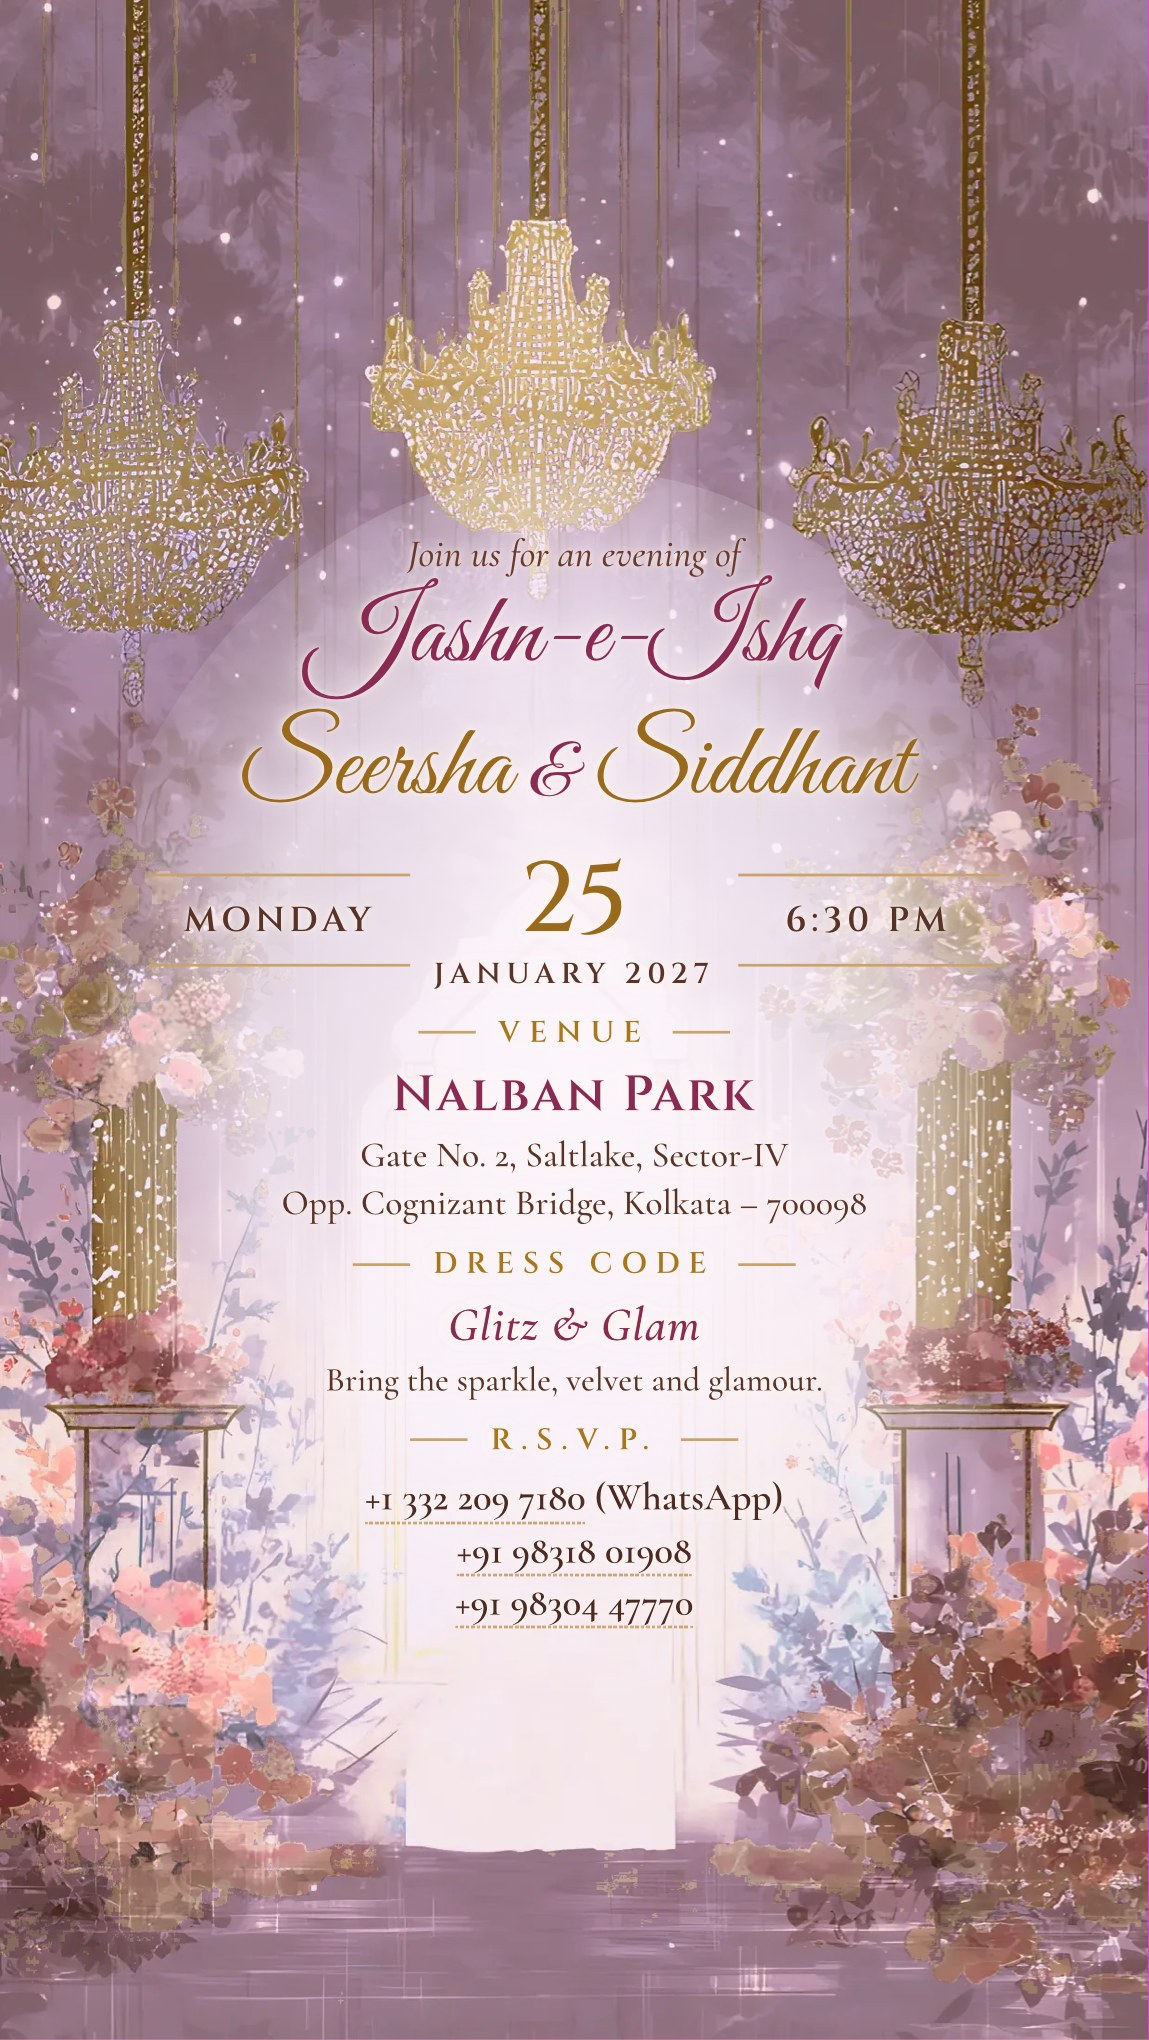 Join us for an evening of
Jashn-e-Ishq
Seersha & Siddhant
MONDAY
25
6:30 PM
JANUARY 2027
VENUE
NALBAN PARK
Gate No. 2, Saltlake, Sector-IV
Opp. Cognizant Bridge, Kolkata – 700098
DRESS CODE
Glitz & Glam
Bring the sparkle, velvet and glamour.
R.S.V.P.
+1 332 209 7180 (WhatsApp)
+91 98318 01908
+91 98304 47770